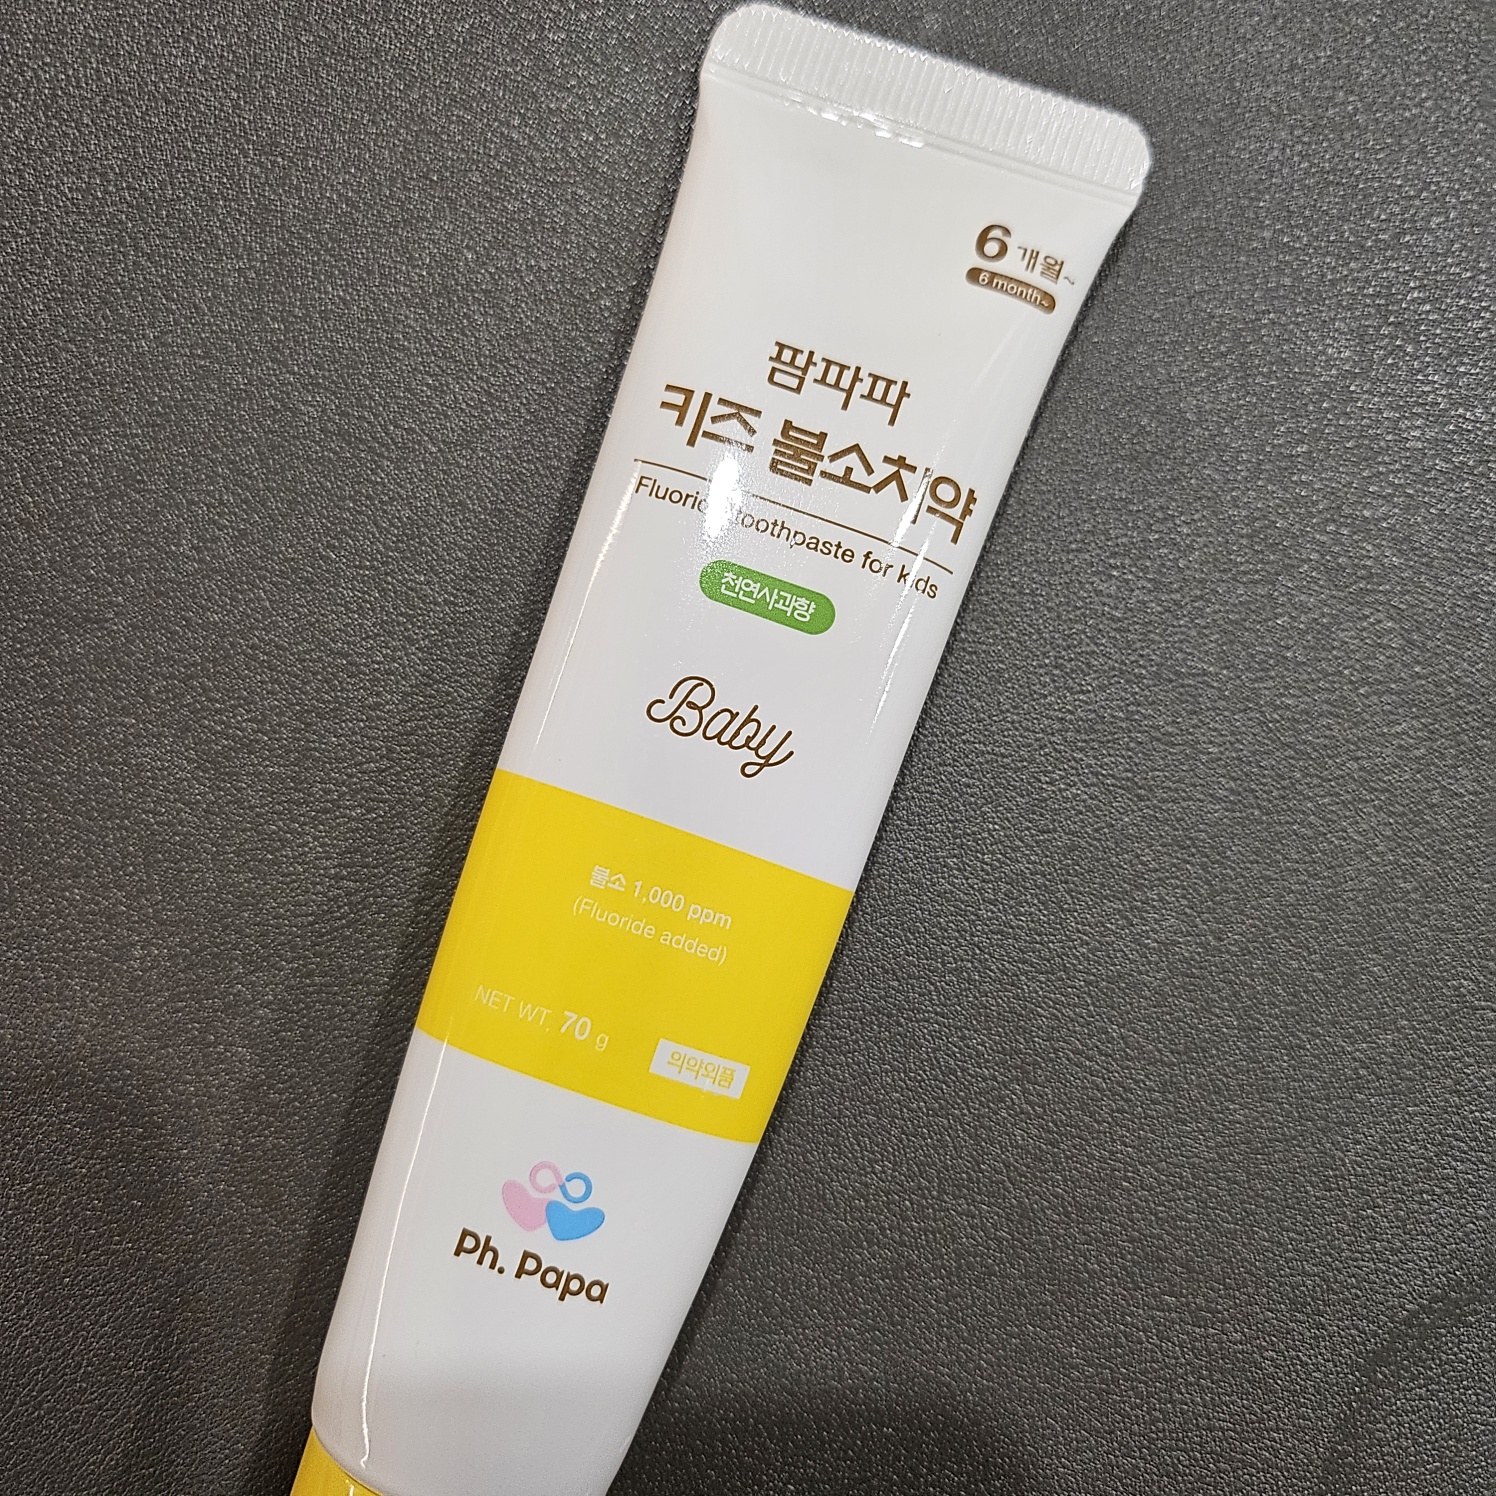 6개월~
6 month~
팜파파
키즈 불소치약
Fluoride toothpaste for kids
천연사과향
Baby
불소 1,000 ppm
(Fluoride added)
NET WT. 70 g
의약외품
Ph. Papa